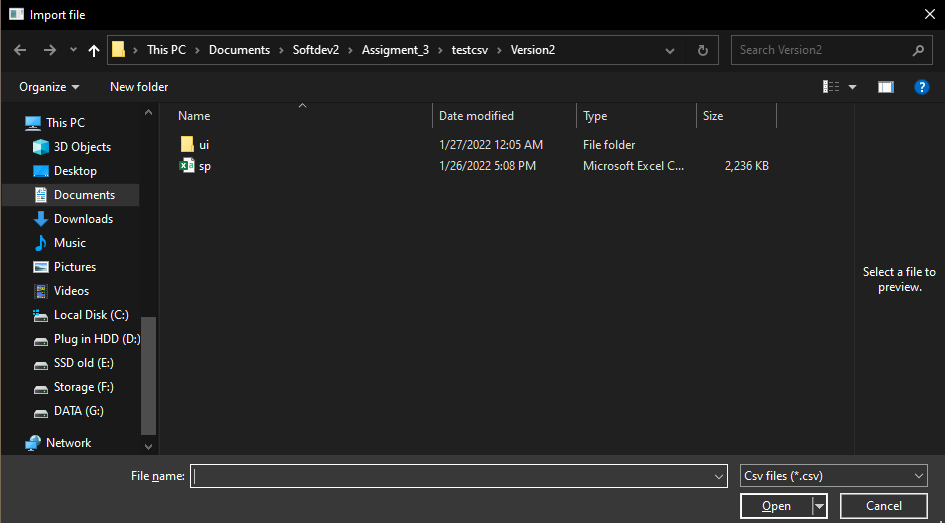 Import file
This PC > Documents > Softdev2 > Assigment_3 > testcsv > Version2
Search Version2
Organize
New folder
?
This PC
3D Objects
Desktop
Documents
Downloads
Music
Pictures
Videos
Local Disk (C:)
Plug in HDD (D:)
SSD old (E:)
Storage (F:)
DATA (G:)
Network
Name Date modified Type Size
ui 1/27/2022 12:05 AM File folder
sp 1/26/2022 5:08 PM Microsoft Excel C... 2,236 KB
Select a file to
preview.
File name:
Csv files (*.csv)
Open
Cancel